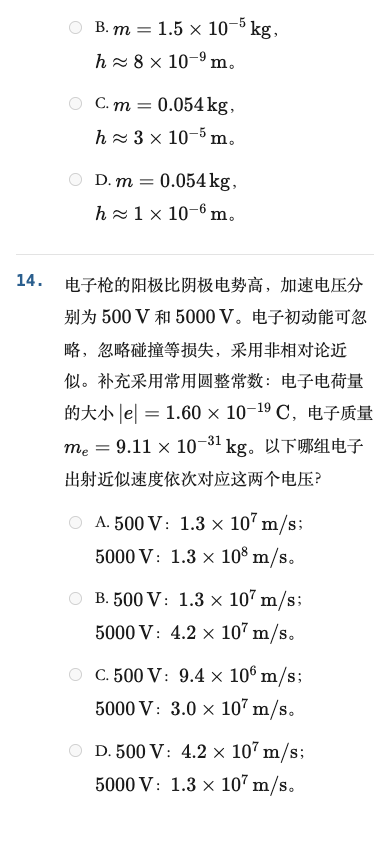 B. m = 1.5 × 10⁻⁵ kg,
h ≈ 8 × 10⁻⁹ m。
C. m = 0.054 kg,
h ≈ 3 × 10⁻⁵ m。
D. m = 0.054 kg,
h ≈ 1 × 10⁻⁶ m。
14. 电子枪的阳极比阴极电势高，加速电压分
别为 500 V 和 5000 V。电子初动能可忽
略，忽略碰撞等损失，采用非相对论近
似。补充采用常用圆整常数：电子电荷量
的大小 |e| = 1.60 × 10⁻¹⁹ C，电子质量
mₑ = 9.11 × 10⁻³¹ kg。以下哪组电子
出射近似速度依次对应这两个电压？
A. 500 V: 1.3 × 10⁷ m/s;
5000 V: 1.3 × 10⁸ m/s。
B. 500 V: 1.3 × 10⁷ m/s;
5000 V: 4.2 × 10⁷ m/s。
C. 500 V: 9.4 × 10⁶ m/s;
5000 V: 3.0 × 10⁷ m/s。
D. 500 V: 4.2 × 10⁷ m/s;
5000 V: 1.3 × 10⁷ m/s。